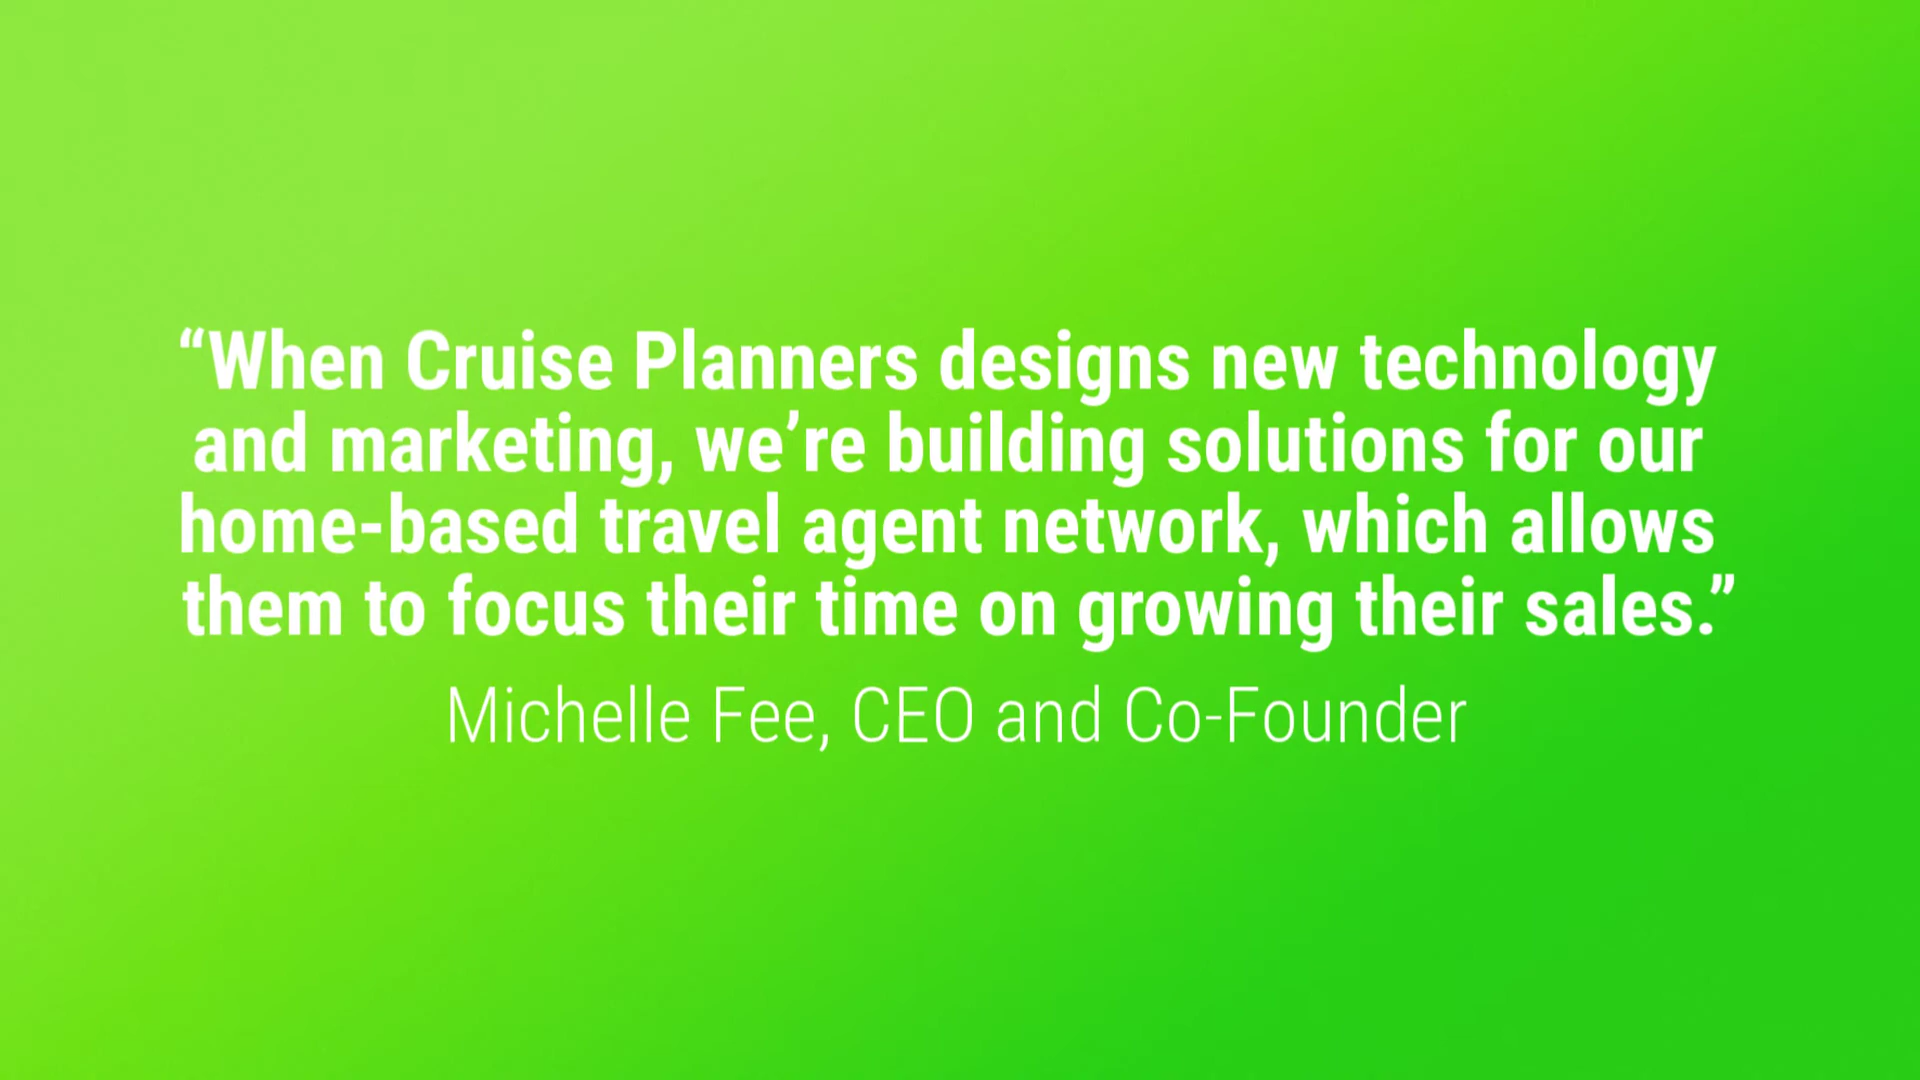 “When Cruise Planners designs new technology
and marketing, we’re building solutions for our
home-based travel agent network, which allows
them to focus their time on growing their sales.”
Michelle Fee, CEO and Co-Founder